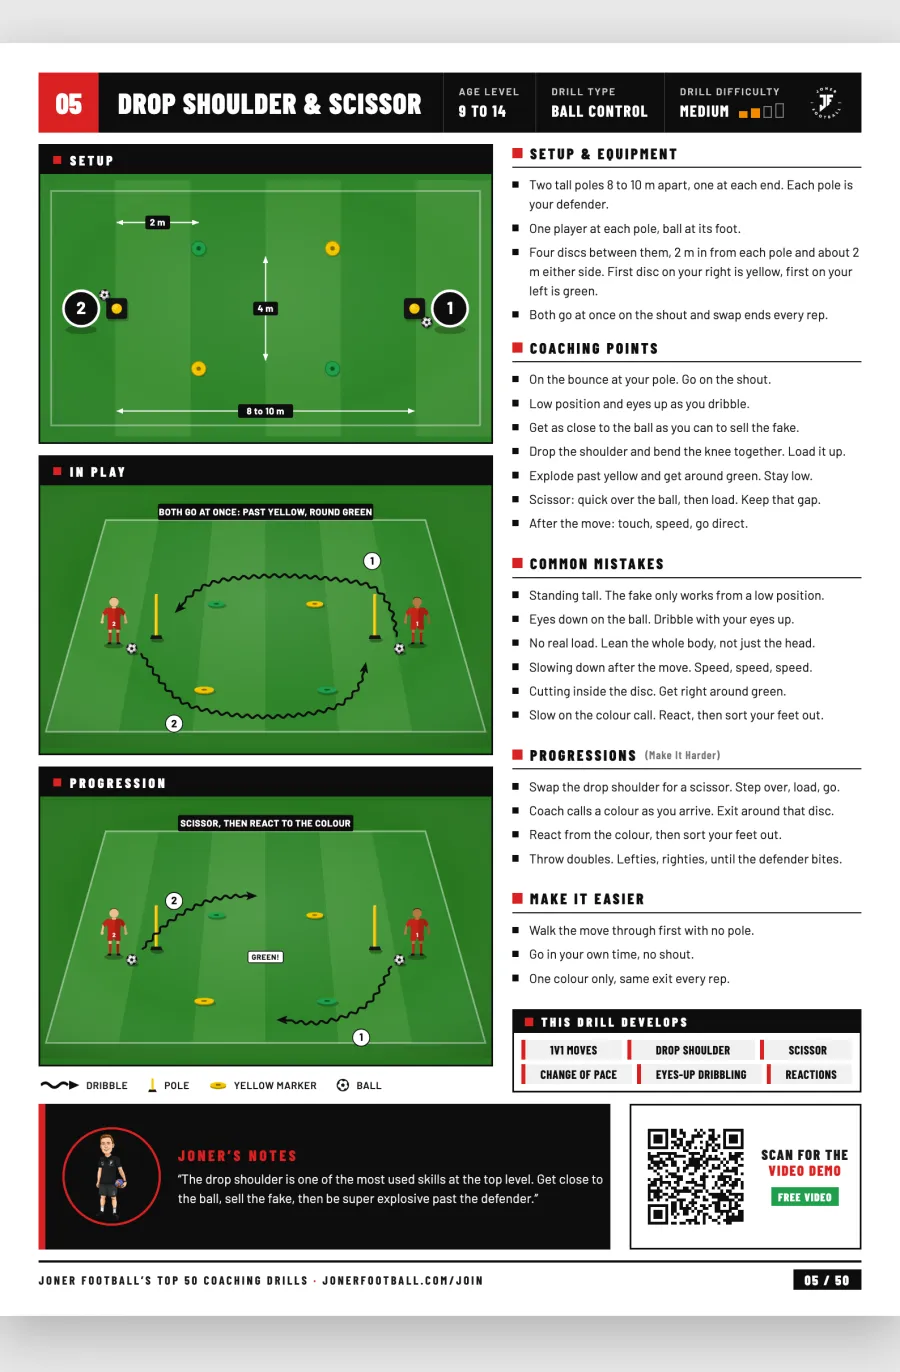 05
DROP SHOULDER & SCISSOR
AGE LEVEL
9 TO 14
DRILL TYPE
BALL CONTROL
DRILL DIFFICULTY
MEDIUM
JONER
JF
FOOTBALL
SETUP
2 m
4 m
2
1
8 to 10 m
IN PLAY
BOTH GO AT ONCE: PAST YELLOW, ROUND GREEN
1
2
1
2
PROGRESSION
SCISSOR, THEN REACT TO THE COLOUR
2
2
1
GREEN!
1
DRIBBLE
POLE
YELLOW MARKER
BALL
SETUP & EQUIPMENT
Two tall poles 8 to 10 m apart, one at each end. Each pole is
your defender.
One player at each pole, ball at its foot.
Four discs between them, 2 m in from each pole and about 2
m either side. First disc on your right is yellow, first on your
left is green.
Both go at once on the shout and swap ends every rep.
COACHING POINTS
On the bounce at your pole. Go on the shout.
Low position and eyes up as you dribble.
Get as close to the ball as you can to sell the fake.
Drop the shoulder and bend the knee together. Load it up.
Explode past yellow and get around green. Stay low.
Scissor: quick over the ball, then load. Keep that gap.
After the move: touch, speed, go direct.
COMMON MISTAKES
Standing tall. The fake only works from a low position.
Eyes down on the ball. Dribble with your eyes up.
No real load. Lean the whole body, not just the head.
Slowing down after the move. Speed, speed, speed.
Cutting inside the disc. Get right around green.
Slow on the colour call. React, then sort your feet out.
PROGRESSIONS (Make It Harder)
Swap the drop shoulder for a scissor. Step over, load, go.
Coach calls a colour as you arrive. Exit around that disc.
React from the colour, then sort your feet out.
Throw doubles. Lefties, righties, until the defender bites.
MAKE IT EASIER
Walk the move through first with no pole.
Go in your own time, no shout.
One colour only, same exit every rep.
THIS DRILL DEVELOPS
1V1 MOVES
DROP SHOULDER
SCISSOR
CHANGE OF PACE
EYES-UP DRIBBLING
REACTIONS
JONER'S NOTES
"The drop shoulder is one of the most used skills at the top level. Get close to
the ball, sell the fake, then be super explosive past the defender."
SCAN FOR THE
VIDEO DEMO
FREE VIDEO
JONER FOOTBALL'S TOP 50 COACHING DRILLS · JONERFOOTBALL.COM/JOIN
05 / 50